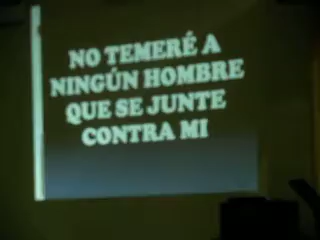 NO TEMERÉ A
NINGÚN HOMBRE
QUE SE JUNTE
CONTRA MI